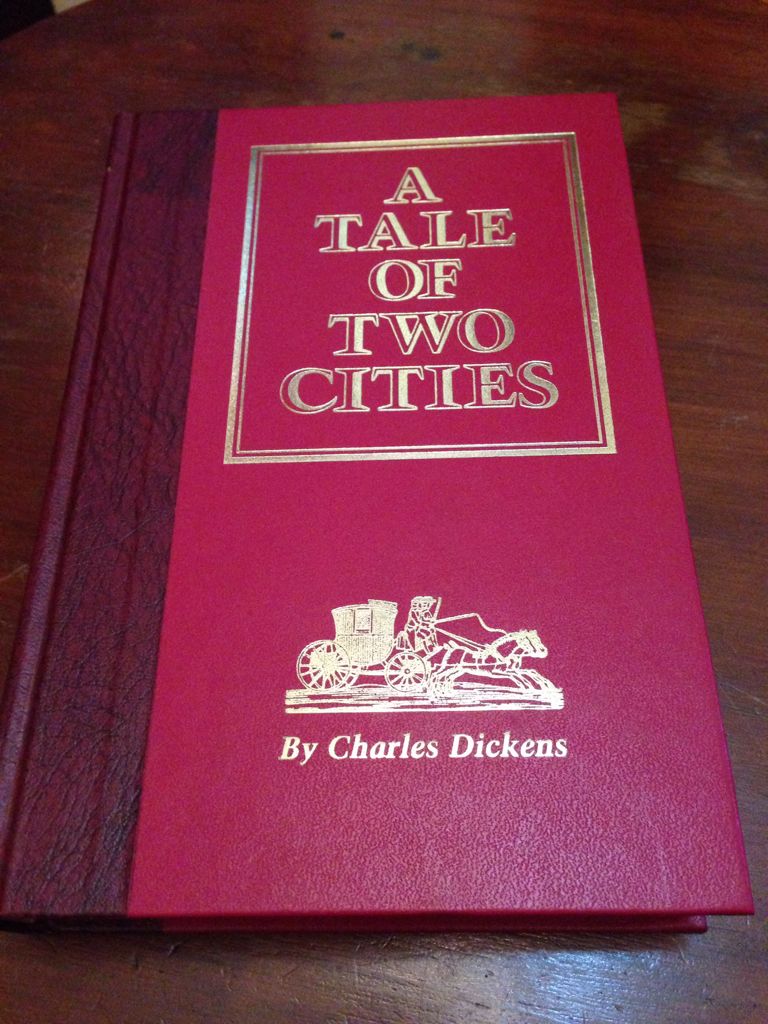 A
TALE
OF
TWO
CITIES
By Charles Dickens